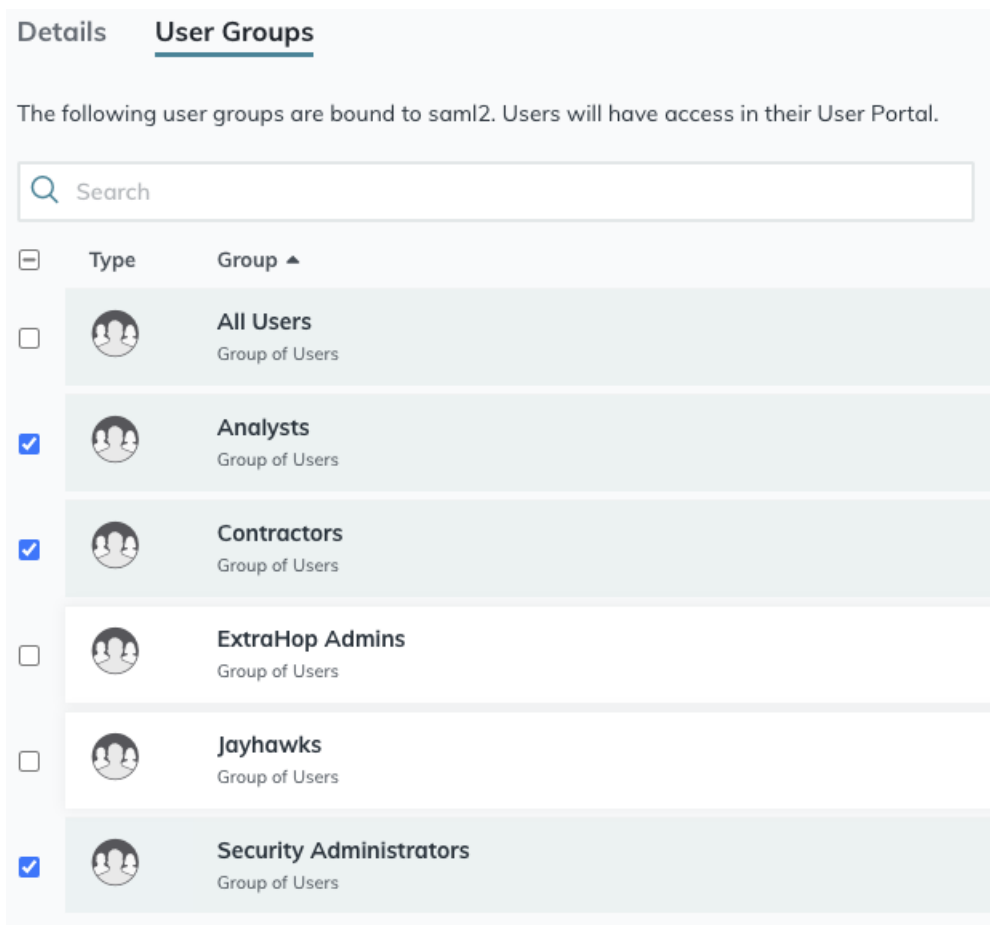 Details User Groups
The following user groups are bound to saml2. Users will have access in their User Portal.
Search
Type Group
All Users
Group of Users
Analysts
Group of Users
Contractors
Group of Users
ExtraHop Admins
Group of Users
Jayhawks
Group of Users
Security Administrators
Group of Users